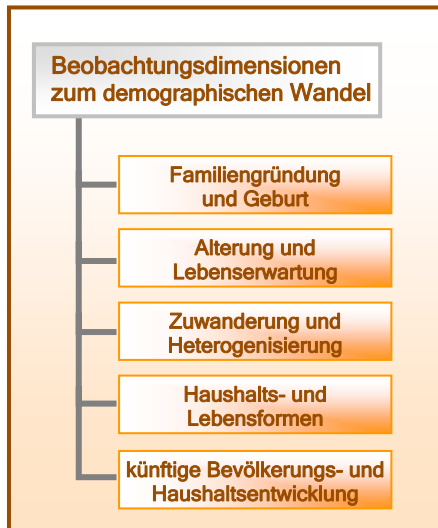 Beobachtungsdimensionen
zum demographischen Wandel
Familiengründung
und Geburt
Alterung und
Lebenserwartung
Zuwanderung und
Heterogenisierung
Haushalts- und
Lebensformen
künftige Bevölkerungs- und
Haushaltsentwicklung